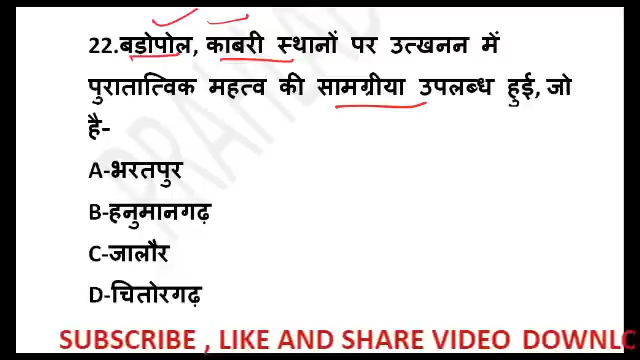 22.बडोपोल, काबरी स्थानों पर उत्खनन में
पुरातात्विक महत्व की सामग्रीया उपलब्ध हुई, जो
है-
A-भरतपुर
B-हनुमानगढ़
C-जालौर
D-चितोरगढ़
SUBSCRIBE , LIKE AND SHARE VIDEO DOWNLC